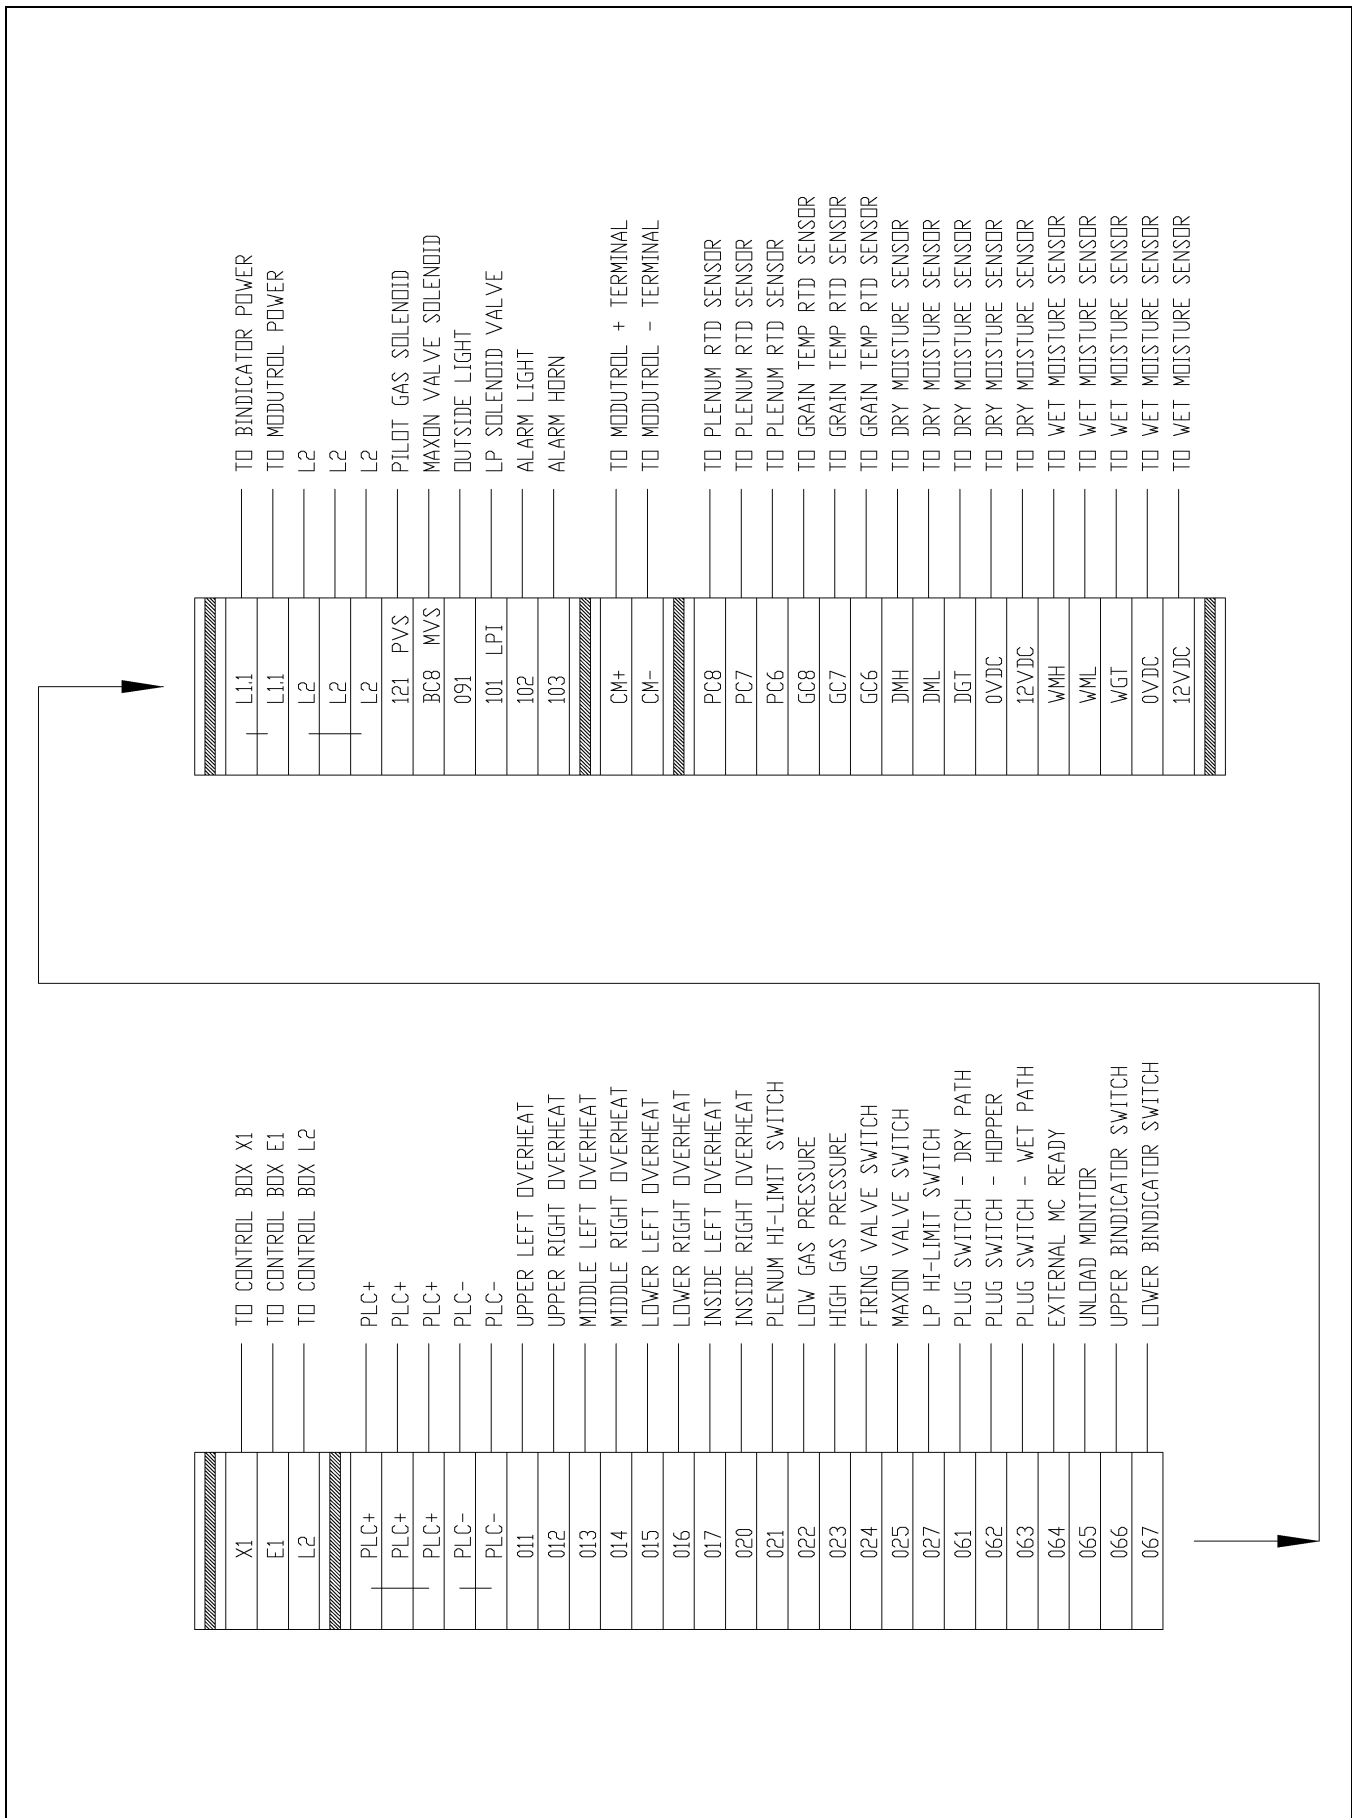 X1 TO CONTROL BOX X1
E1 TO CONTROL BOX E1
L2 TO CONTROL BOX L2
PLC+ PLC+
PLC+ PLC+
PLC+ PLC+
PLC- PLC-
PLC- PLC-
011 UPPER LEFT OVERHEAT
012 UPPER RIGHT OVERHEAT
013 MIDDLE LEFT OVERHEAT
014 MIDDLE RIGHT OVERHEAT
015 LOWER LEFT OVERHEAT
016 LOWER RIGHT OVERHEAT
017 INSIDE LEFT OVERHEAT
020 INSIDE RIGHT OVERHEAT
021 PLENUM HI-LIMIT SWITCH
022 LOW GAS PRESSURE
023 HIGH GAS PRESSURE
024 FIRING VALVE SWITCH
025 MAXON VALVE SWITCH
027 LP HI-LIMIT SWITCH
061 PLUG SWITCH - DRY PATH
062 PLUG SWITCH - HOPPER
063 PLUG SWITCH - WET PATH
064 EXTERNAL MC READY
065 UNLOAD MONITOR
066 UPPER BINDICATOR SWITCH
067 LOWER BINDICATOR SWITCH
L1.1 TO BINDICATOR POWER
L1.1 TO MODUTROL POWER
L2 L2
L2 L2
L2 L2
121 PVS PILOT GAS SOLENOID
BC8 MVS MAXON VALVE SOLENOID
091 OUTSIDE LIGHT
101 LPI LP SOLENOID VALVE
102 ALARM LIGHT
103 ALARM HORN
CM+ TO MODUTROL + TERMINAL
CM- TO MODUTROL - TERMINAL
PC8 TO PLENUM RTD SENSOR
PC7 TO PLENUM RTD SENSOR
PC6 TO PLENUM RTD SENSOR
GC8 TO GRAIN TEMP RTD SENSOR
GC7 TO GRAIN TEMP RTD SENSOR
GC6 TO GRAIN TEMP RTD SENSOR
DMH TO DRY MOISTURE SENSOR
DML TO DRY MOISTURE SENSOR
DGT TO DRY MOISTURE SENSOR
0VDC TO DRY MOISTURE SENSOR
12VDC TO DRY MOISTURE SENSOR
WMH TO WET MOISTURE SENSOR
WML TO WET MOISTURE SENSOR
WGT TO WET MOISTURE SENSOR
0VDC TO WET MOISTURE SENSOR
12VDC TO WET MOISTURE SENSOR